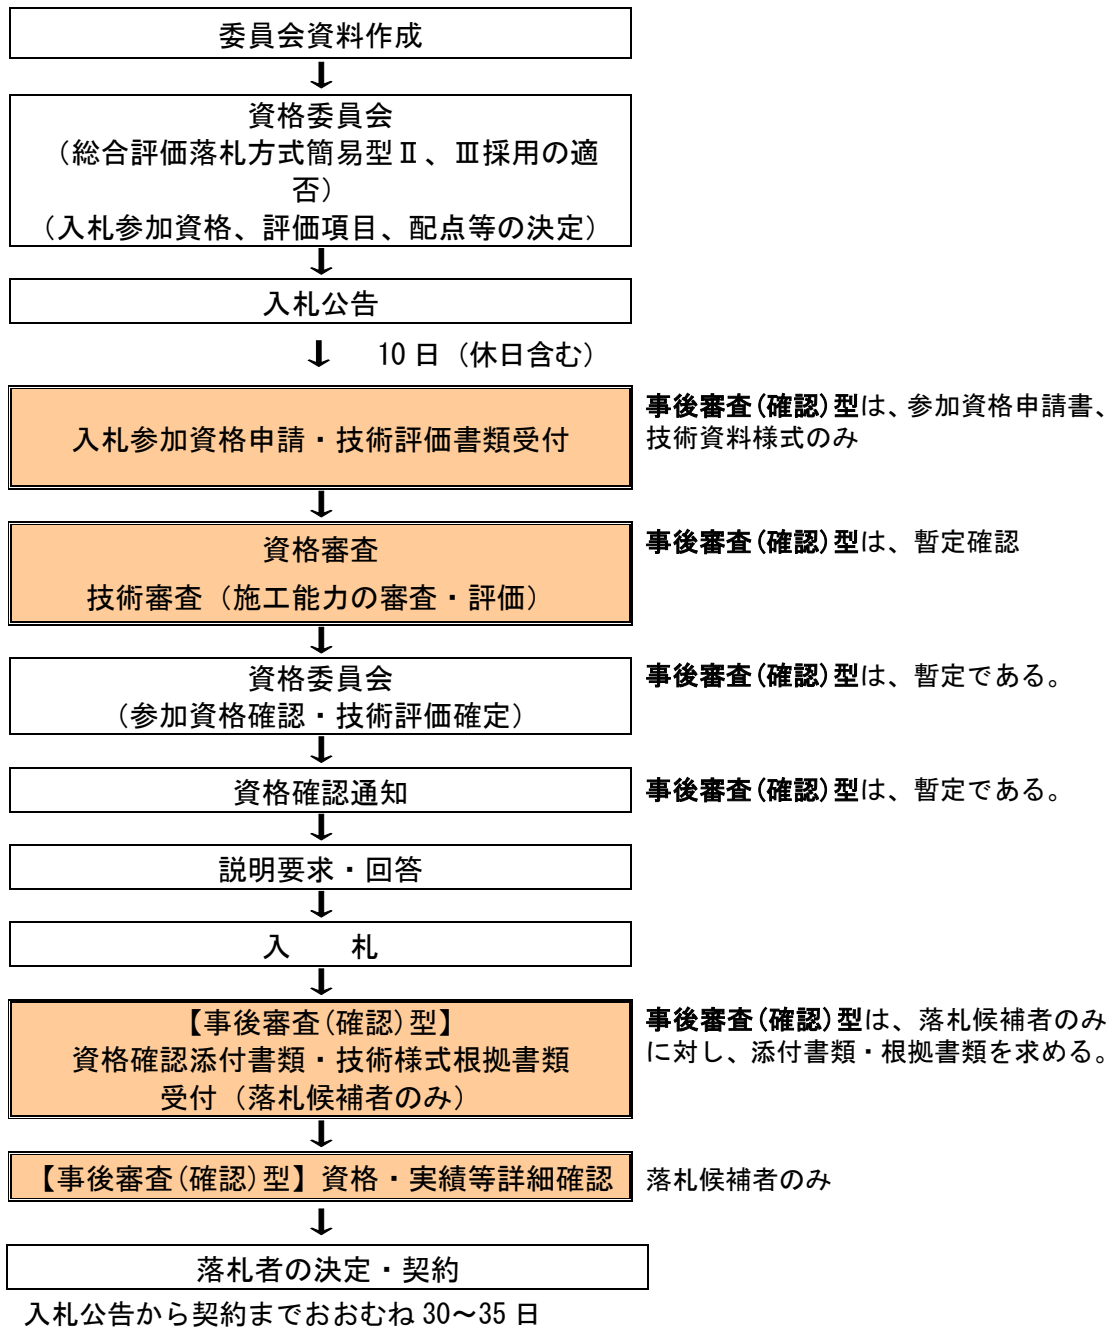 委員会資料作成
↓
資格委員会
（総合評価落札方式簡易型Ⅱ、Ⅲ採用の適
否）
（入札参加資格、評価項目、配点等の決定）
↓
入札公告
↓ 10日（休日含む）
入札参加資格申請・技術評価書類受付
事後審査(確認)型は、参加資格申請書、
技術資料様式のみ
↓
資格審査
技術審査（施工能力の審査・評価）
事後審査(確認)型は、暫定確認
↓
資格委員会
（参加資格確認・技術評価確定）
事後審査(確認)型は、暫定である。
↓
資格確認通知
事後審査(確認)型は、暫定である。
↓
説明要求・回答
↓
入　　札
↓
【事後審査(確認)型】
資格確認添付書類・技術様式根拠書類
受付（落札候補者のみ）
事後審査(確認)型は、落札候補者のみ
に対し、添付書類・根拠書類を求める。
↓
【事後審査(確認)型】資格・実績等詳細確認
落札候補者のみ
↓
落札者の決定・契約
入札公告から契約までおおむね30～35日